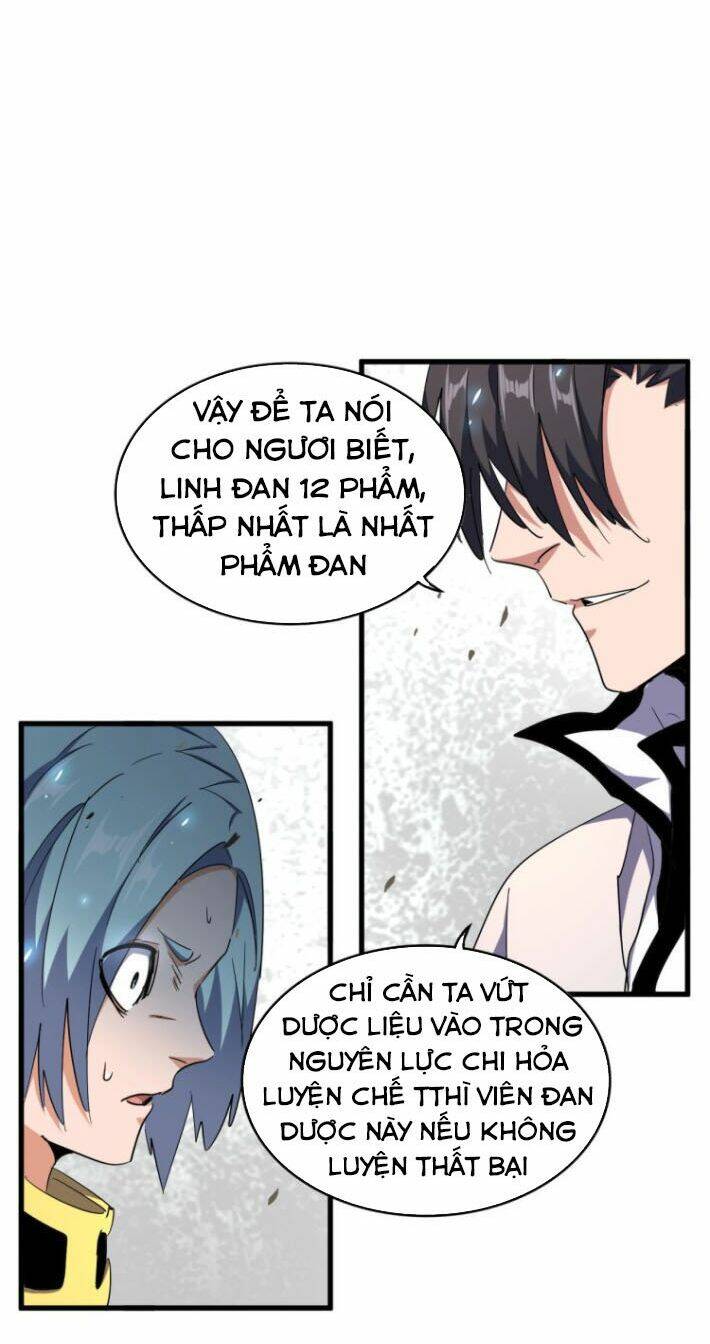 VẬY ĐỂ TA NÓI
CHO NGƯƠI BIẾT,
LINH ĐAN 12 PHẨM,
THẤP NHẤT LÀ NHẤT
PHẨM ĐAN
CHỈ CẦN TA VỨT
DƯỢC LIỆU VÀO TRONG
NGUYÊN LỰC CHI HỎA
LUYỆN CHẾ TTHÌ VIÊN ĐAN
DƯỢC NÀY NẾU KHÔNG
LUYỆN THẤT BẠI